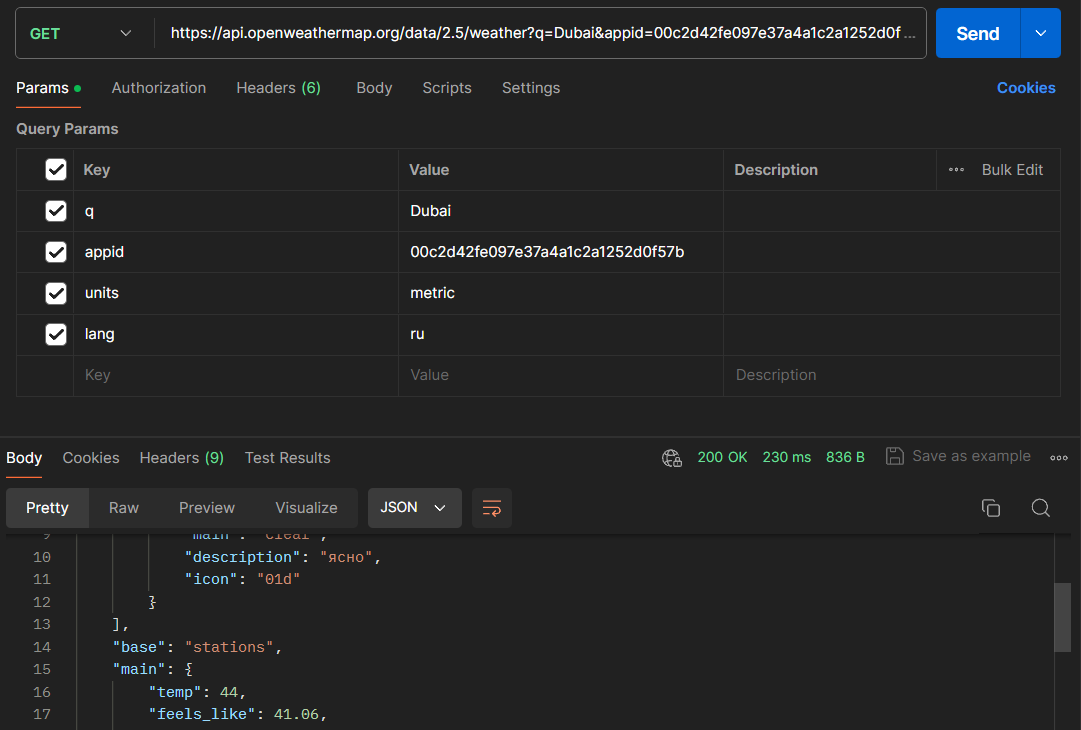 GET https://api.openweathermap.org/data/2.5/weather?q=Dubai&appid=00c2d42fe097e37a4a1c2a1252d0f ... Send
Params Authorization Headers (6) Body Scripts Settings Cookies
Query Params
Key Value Description Bulk Edit
q Dubai
appid 00c2d42fe097e37a4a1c2a1252d0f57b
units metric
lang ru
Key Value Description
Body Cookies Headers (9) Test Results 200 OK 230 ms 836 B Save as example
Pretty Raw Preview Visualize JSON
9 "main": "Clear",
10 "description": "ясно",
11 "icon": "01d"
12 }
13 ],
14 "base": "stations",
15 "main": {
16 "temp": 44,
17 "feels_like": 41.06,